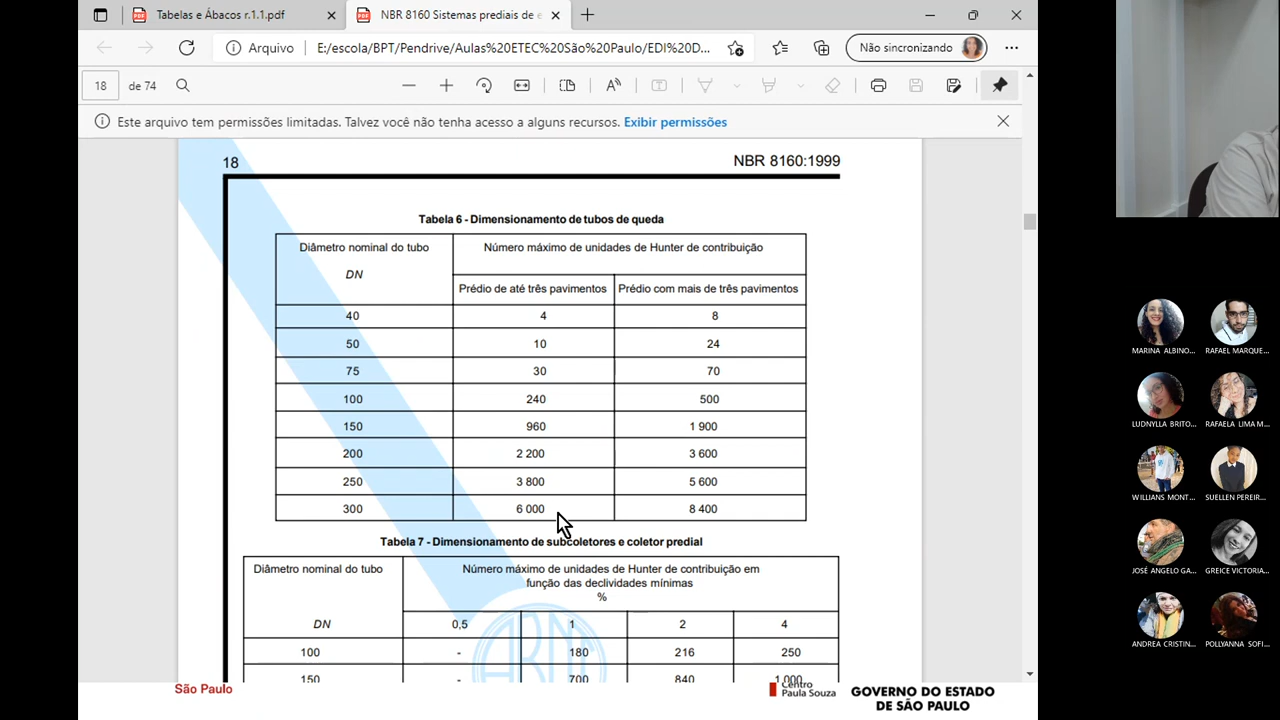 Tabelas e Ábacos r.1.1.pdf
NBR 8160 Sistemas prediais de e
Arquivo
E:/escola/BPT/Pendrive/Aulas%20ETEC%20São%20Paulo/EDI%20D...
Não sincronizando
18 de 74
Este arquivo tem permissões limitadas. Talvez você não tenha acesso a alguns recursos. Exibir permissões
18 NBR 8160:1999
Tabela 6 - Dimensionamento de tubos de queda
Diâmetro nominal do tubo Número máximo de unidades de Hunter de contribuição
DN
Prédio de até três pavimentos Prédio com mais de três pavimentos
40 4 8
50 10 24
75 30 70
100 240 500
150 960 1 900
200 2 200 3 600
250 3 800 5 600
300 6 000 8 400
Tabela 7 - Dimensionamento de subcoletores e coletor predial
Diâmetro nominal do tubo Número máximo de unidades de Hunter de contribuição em
função das declividades mínimas
%
DN 0,5 1 2 4
100 - 180 216 250
150 - 700 840 1 000
ABNT
São Paulo
Centro
Paula Souza
GOVERNO DO ESTADO
DE SÃO PAULO
MARINA ALBINO...
RAFAEL MARQUE...
LUDNYLLA BRITO...
RAFAELA LIMA M...
WILLIANS MONT...
SUELLEN PEREIR...
JOSÉ ANGELO GA...
GREICE VICTORIA...
ANDREA CRISTIN...
POLLYANNA SOFI...